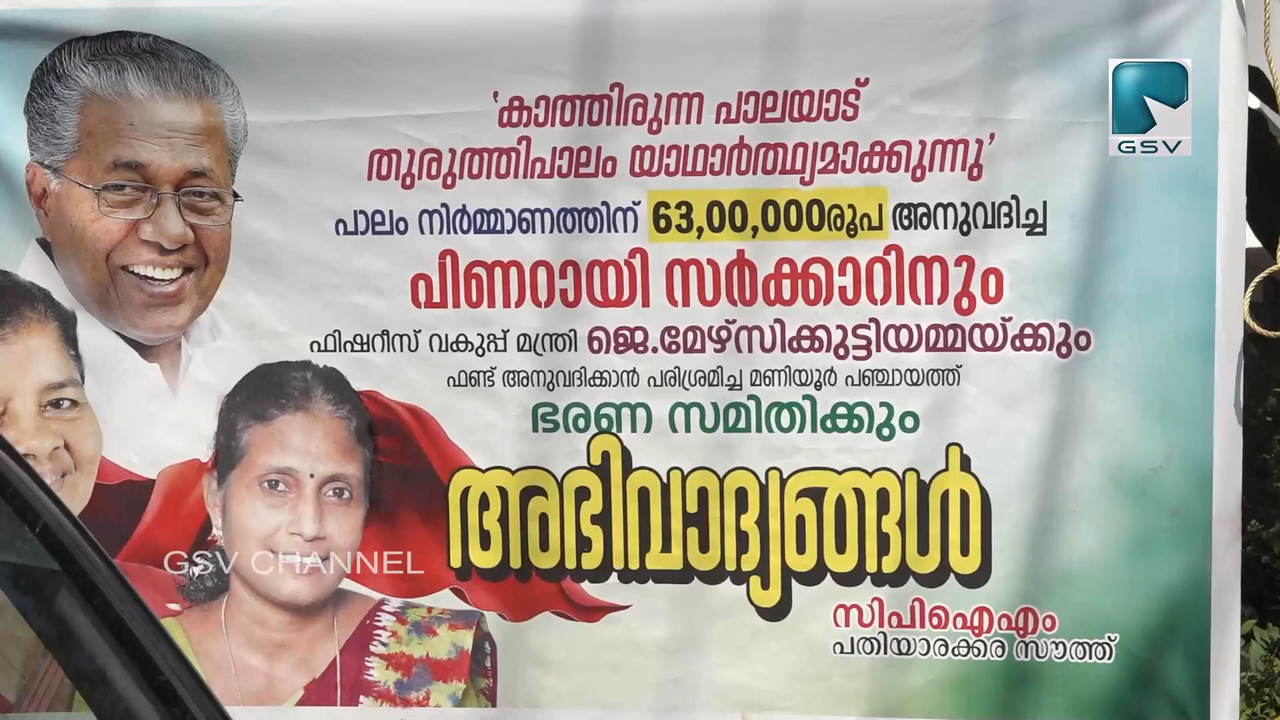 'കാത്തിരുന്ന പാലയാട്
തുരുത്തിപാലം യാഥാർത്ഥ്യമാക്കുന്നു'
പാലം നിർമ്മാണത്തിന് 63,00,000രൂപ അനുവദിച്ച
പിണറായി സർക്കാറിനും
ഫിഷറീസ് വകുപ്പ് മന്ത്രി ജെ.മേഴ്സിക്കുട്ടിയമ്മയ്ക്കും
ഫണ്ട് അനുവദിക്കാൻ പരിശ്രമിച്ച മണിയൂർ പഞ്ചായത്ത്
ഭരണ സമിതിക്കും
അഭിവാദ്യങ്ങൾ
സിപിഐഎം
പതിയാരക്കര സൗത്ത്
GSV
GSV CHANNEL